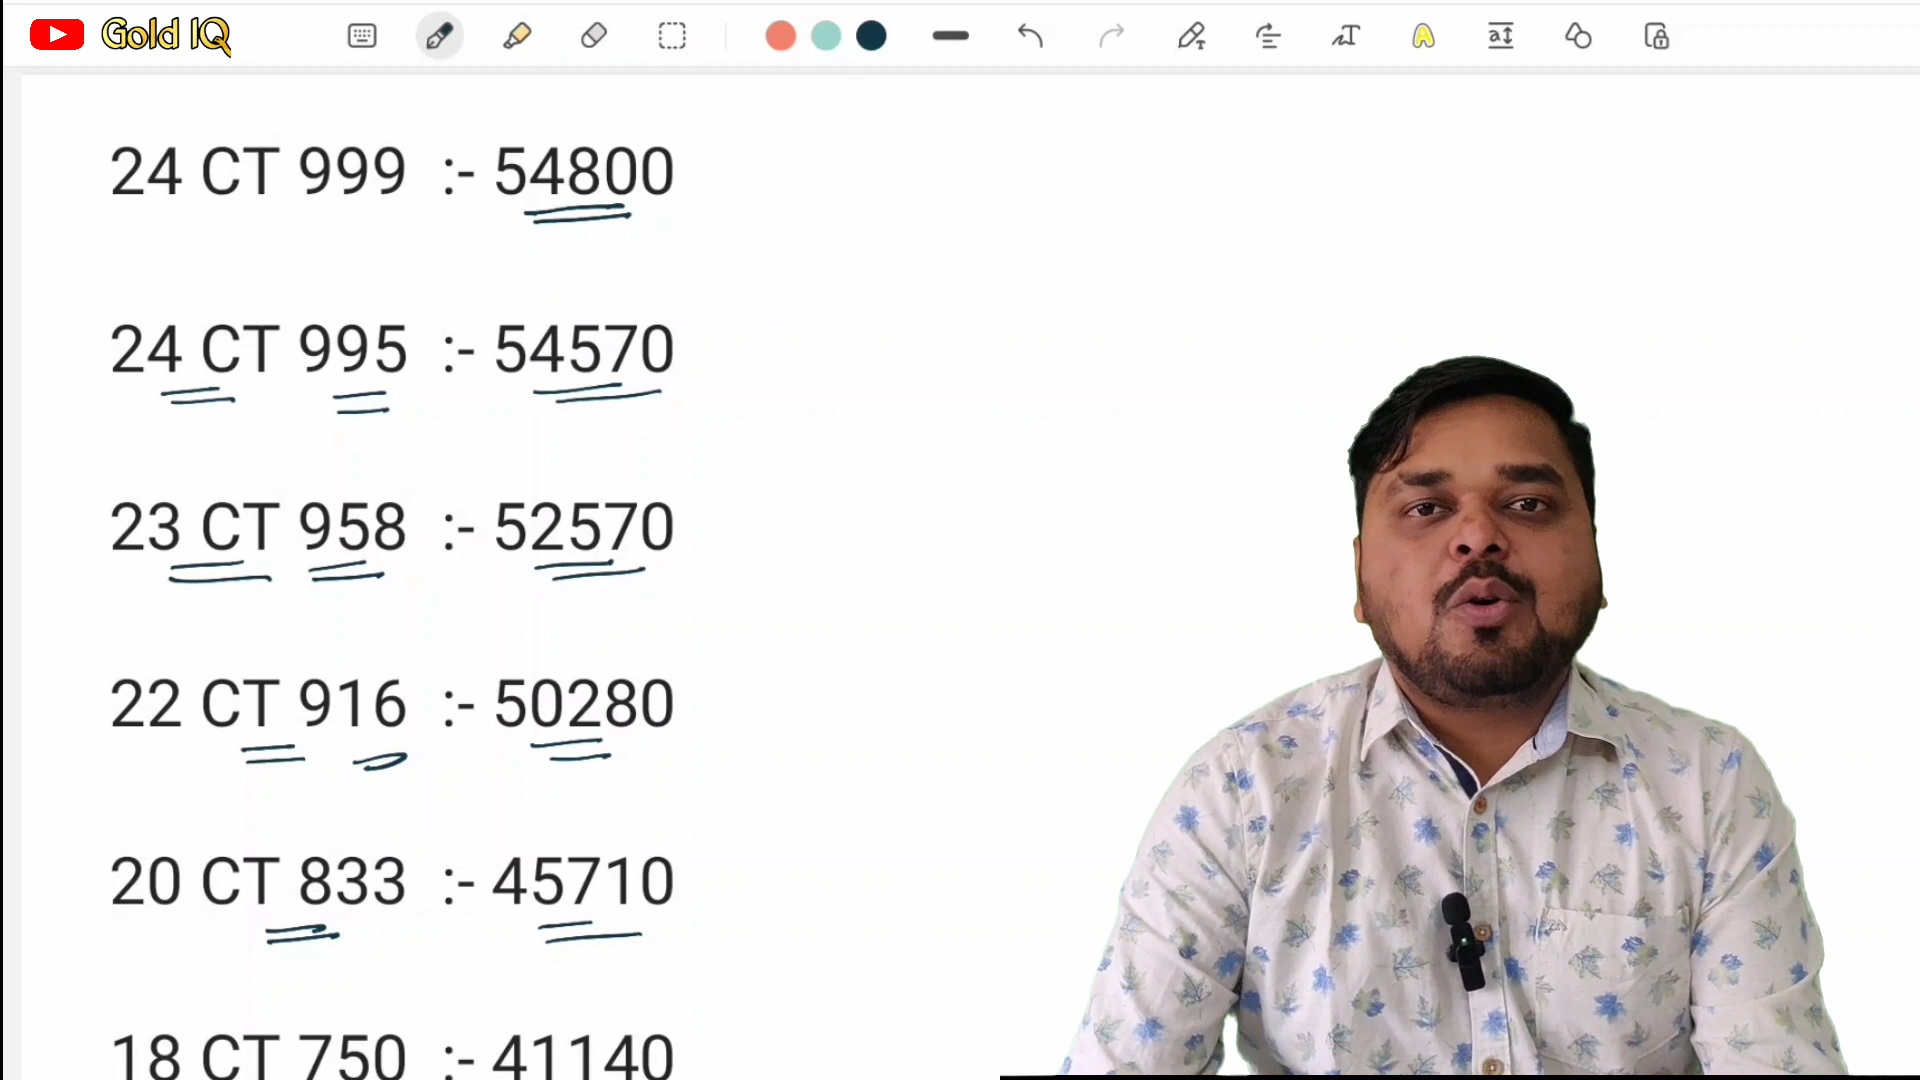 Gold IQ
24 CT 999 :- 54800
24 CT 995 :- 54570
23 CT 958 :- 52570
22 CT 916 :- 50280
20 CT 833 :- 45710
18 CT 750 :- 41140